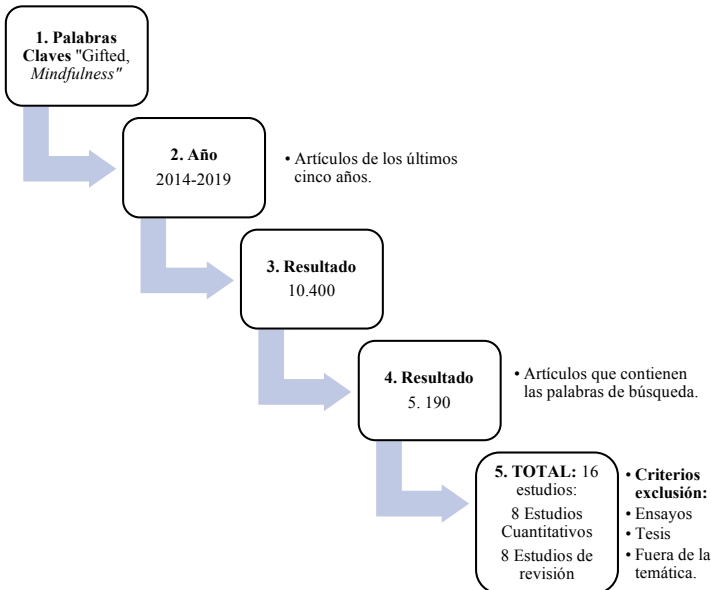 1. Palabras
Claves "Gifted,
Mindfulness"
2. Año
2014-2019
• Artículos de los últimos
cinco años.
3. Resultado
10.400
4. Resultado
5. 190
• Artículos que contienen
las palabras de búsqueda.
5. TOTAL: 16
estudios:
8 Estudios
Cuantitativos
8 Estudios de
revisión
• Criterios
exclusión:
• Ensayos
• Tesis
• Fuera de la
temática.